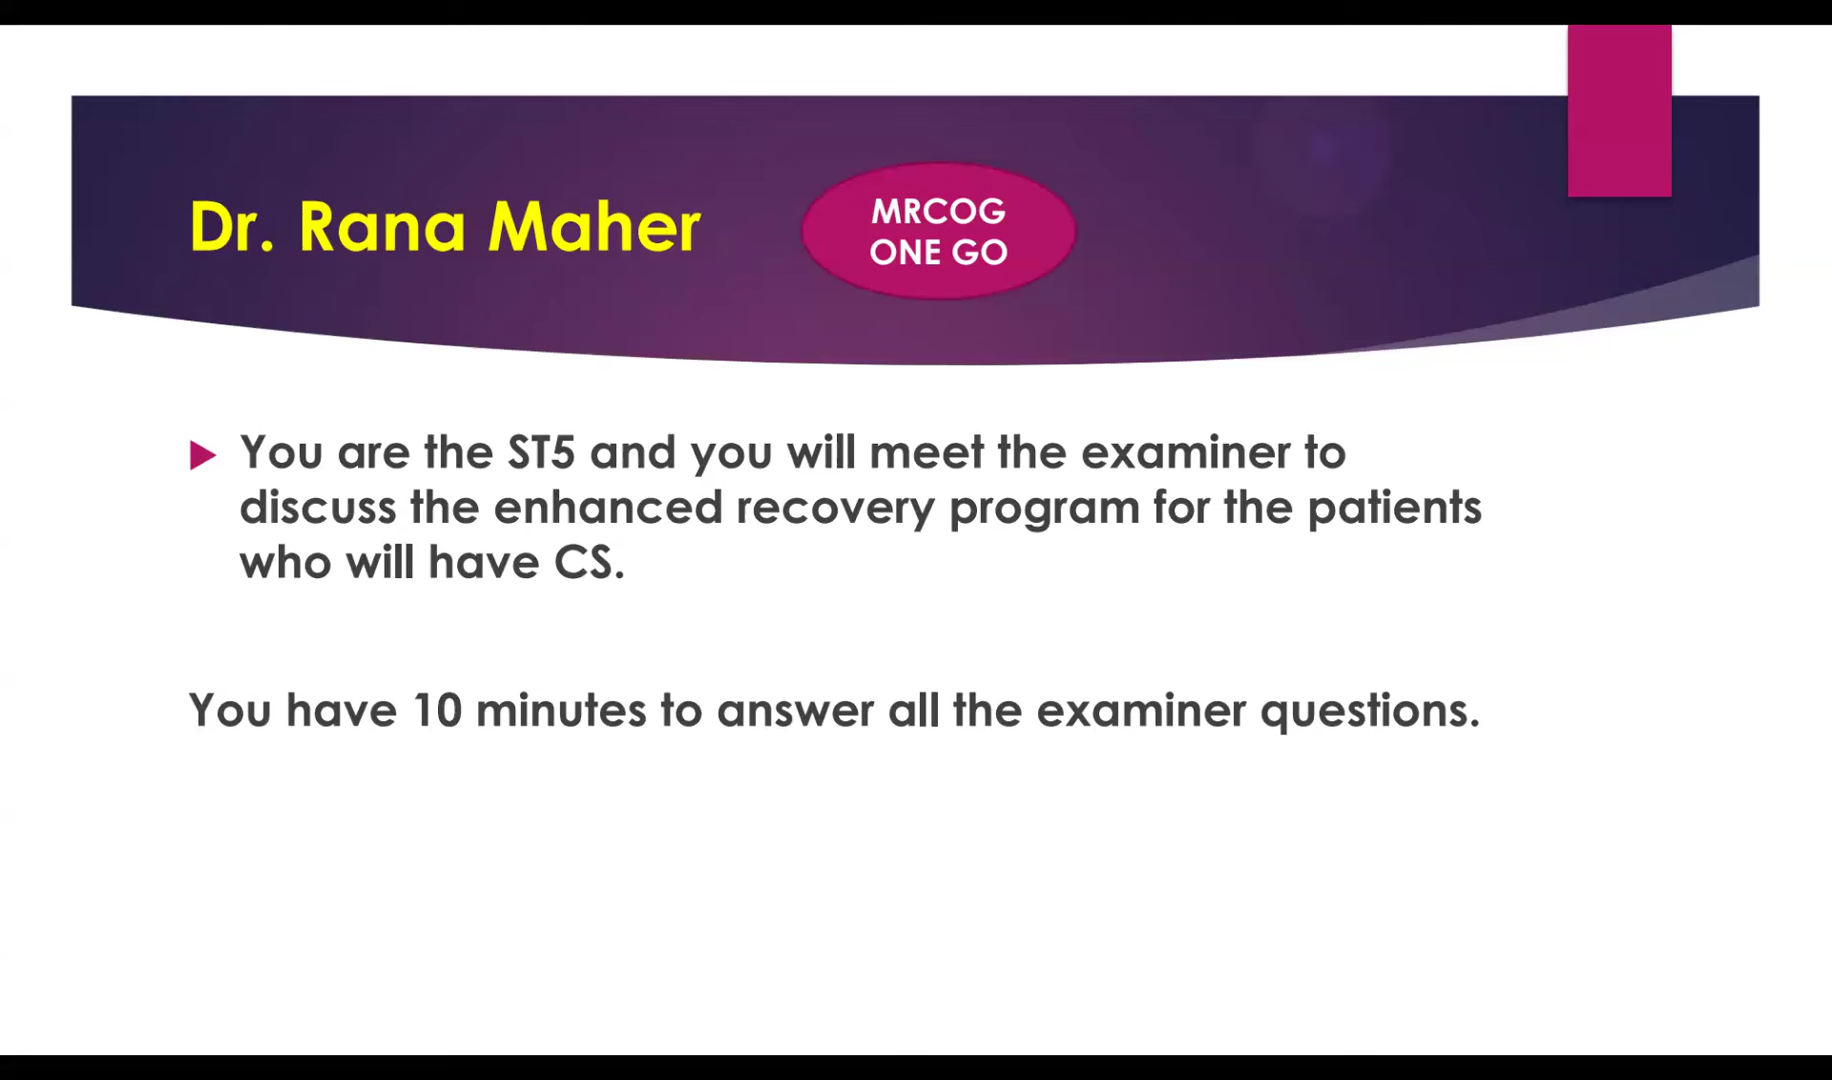 Dr. Rana Maher
MRCOG
ONE GO
You are the ST5 and you will meet the examiner to
discuss the enhanced recovery program for the patients
who will have CS.
You have 10 minutes to answer all the examiner questions.